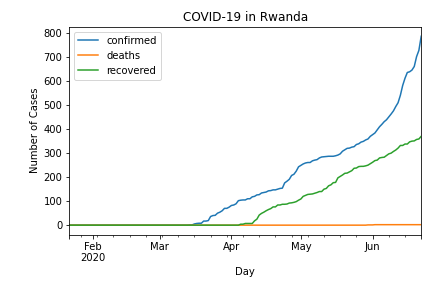 COVID-19 in Rwanda
confirmed
deaths
recovered
Number of Cases
800
700
600
500
400
300
200
100
0
Feb
2020
Mar
Apr
May
Jun
Day